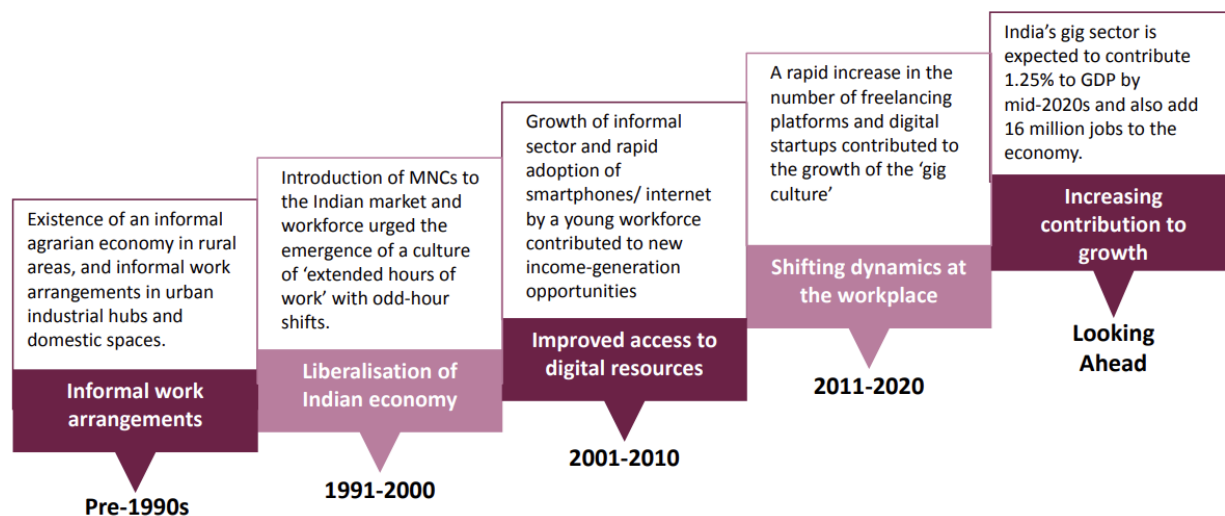 Existence of an informal
agrarian economy in rural
areas, and informal work
arrangements in urban
industrial hubs and
domestic spaces.
Informal work
arrangements
Pre-1990s
Introduction of MNCs to
the Indian market and
workforce urged the
emergence of a culture
of ‘extended hours of
work’ with odd-hour
shifts.
Liberalisation of
Indian economy
1991-2000
Growth of informal
sector and rapid
adoption of
smartphones/ internet
by a young workforce
contributed to new
income-generation
opportunities
Improved access to
digital resources
2001-2010
A rapid increase in the
number of freelancing
platforms and digital
startups contributed to
the growth of the ‘gig
culture’
Shifting dynamics at
the workplace
2011-2020
India’s gig sector is
expected to contribute
1.25% to GDP by
mid-2020s and also add
16 million jobs to the
economy.
Increasing
contribution to
growth
Looking
Ahead